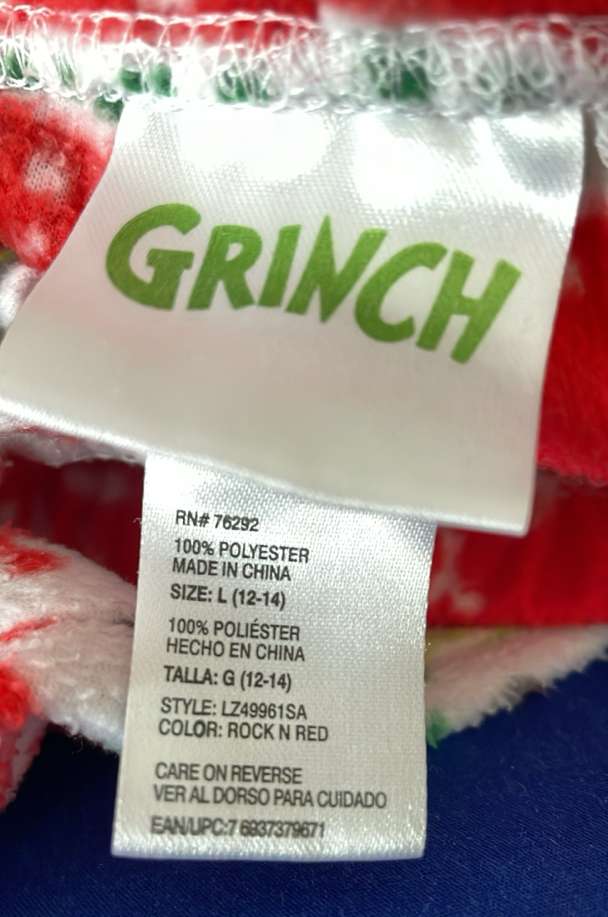 GRINCH
RN# 76292
100% POLYESTER
MADE IN CHINA
SIZE: L (12-14)
100% POLIÉSTER
HECHO EN CHINA
TALLA: G (12-14)
STYLE: LZ49961SA
COLOR: ROCK N RED
CARE ON REVERSE
VER AL DORSO PARA CUIDADO
EAN/UPC:7 6937379671